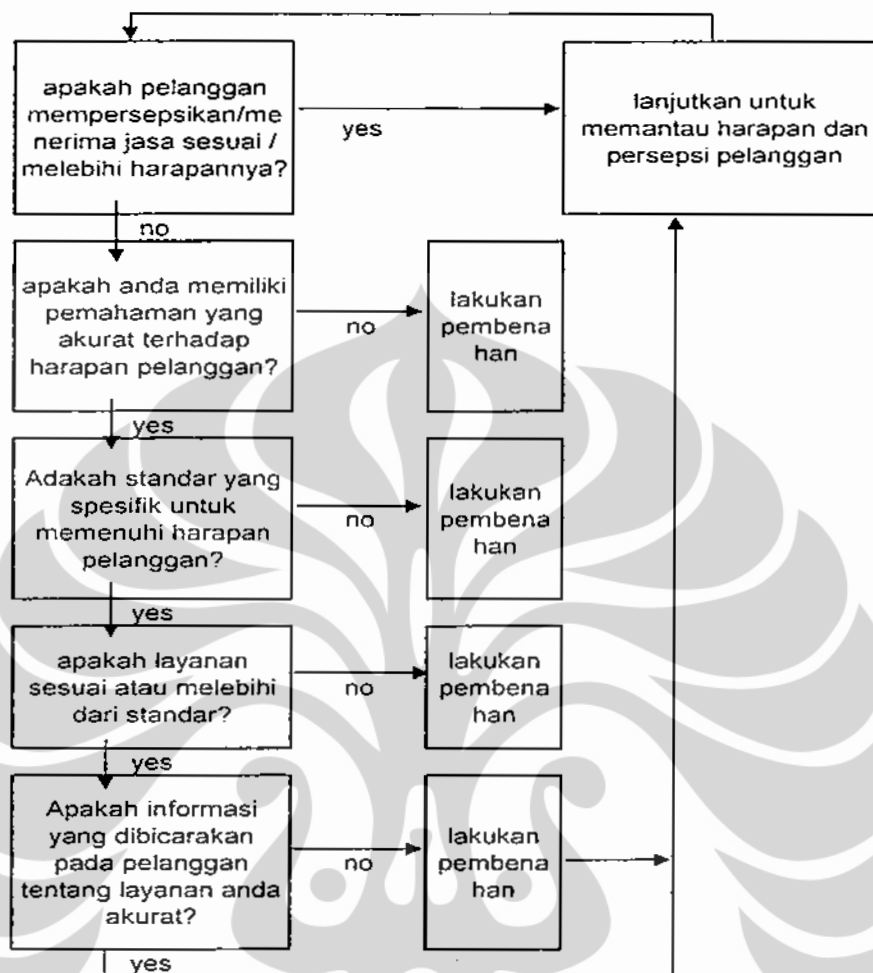 apakah pelanggan
mempersepsikan/me
nerima jasa sesuai /
melebihi harapannya?
yes
lanjutkan untuk
memantau harapan dan
persepsi pelanggan
no
apakah anda memiliki
pemahaman yang
akurat terhadap
harapan pelanggan?
no
lakukan
pembena
han
yes
Adakah standar yang
spesifik untuk
memenuhi harapan
pelanggan?
no
lakukan
pembena
han
yes
apakah layanan
sesuai atau melebihi
dari standar?
no
lakukan
pembena
han
yes
Apakah informasi
yang dibicarakan
pada pelanggan
tentang layanan anda
akurat?
no
lakukan
pembena
han
yes